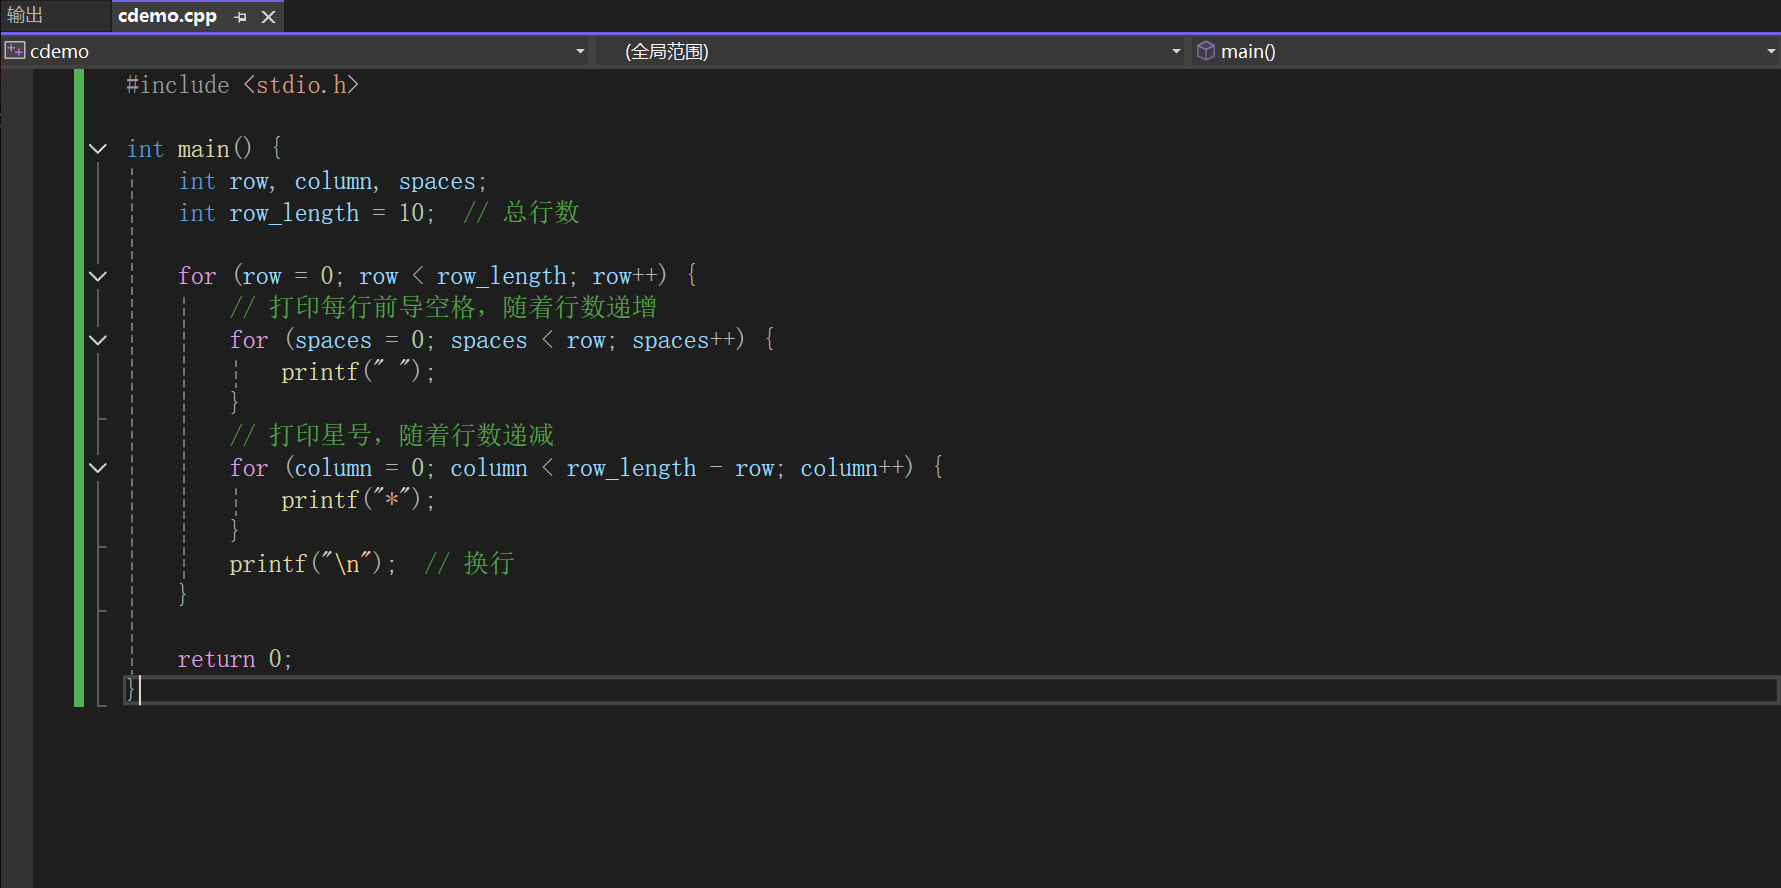 输出 cdemo.cpp
cdemo (全局范围) main()
#include <stdio.h>
int main() {
    int row, column, spaces;
    int row_length = 10;  // 总行数
    for (row = 0; row < row_length; row++) {
        // 打印每行前导空格，随着行数递增
        for (spaces = 0; spaces < row; spaces++) {
            printf(" ");
        }
        // 打印星号，随着行数递减
        for (column = 0; column < row_length - row; column++) {
            printf("*");
        }
        printf("\n");  // 换行
    }
    return 0;
}